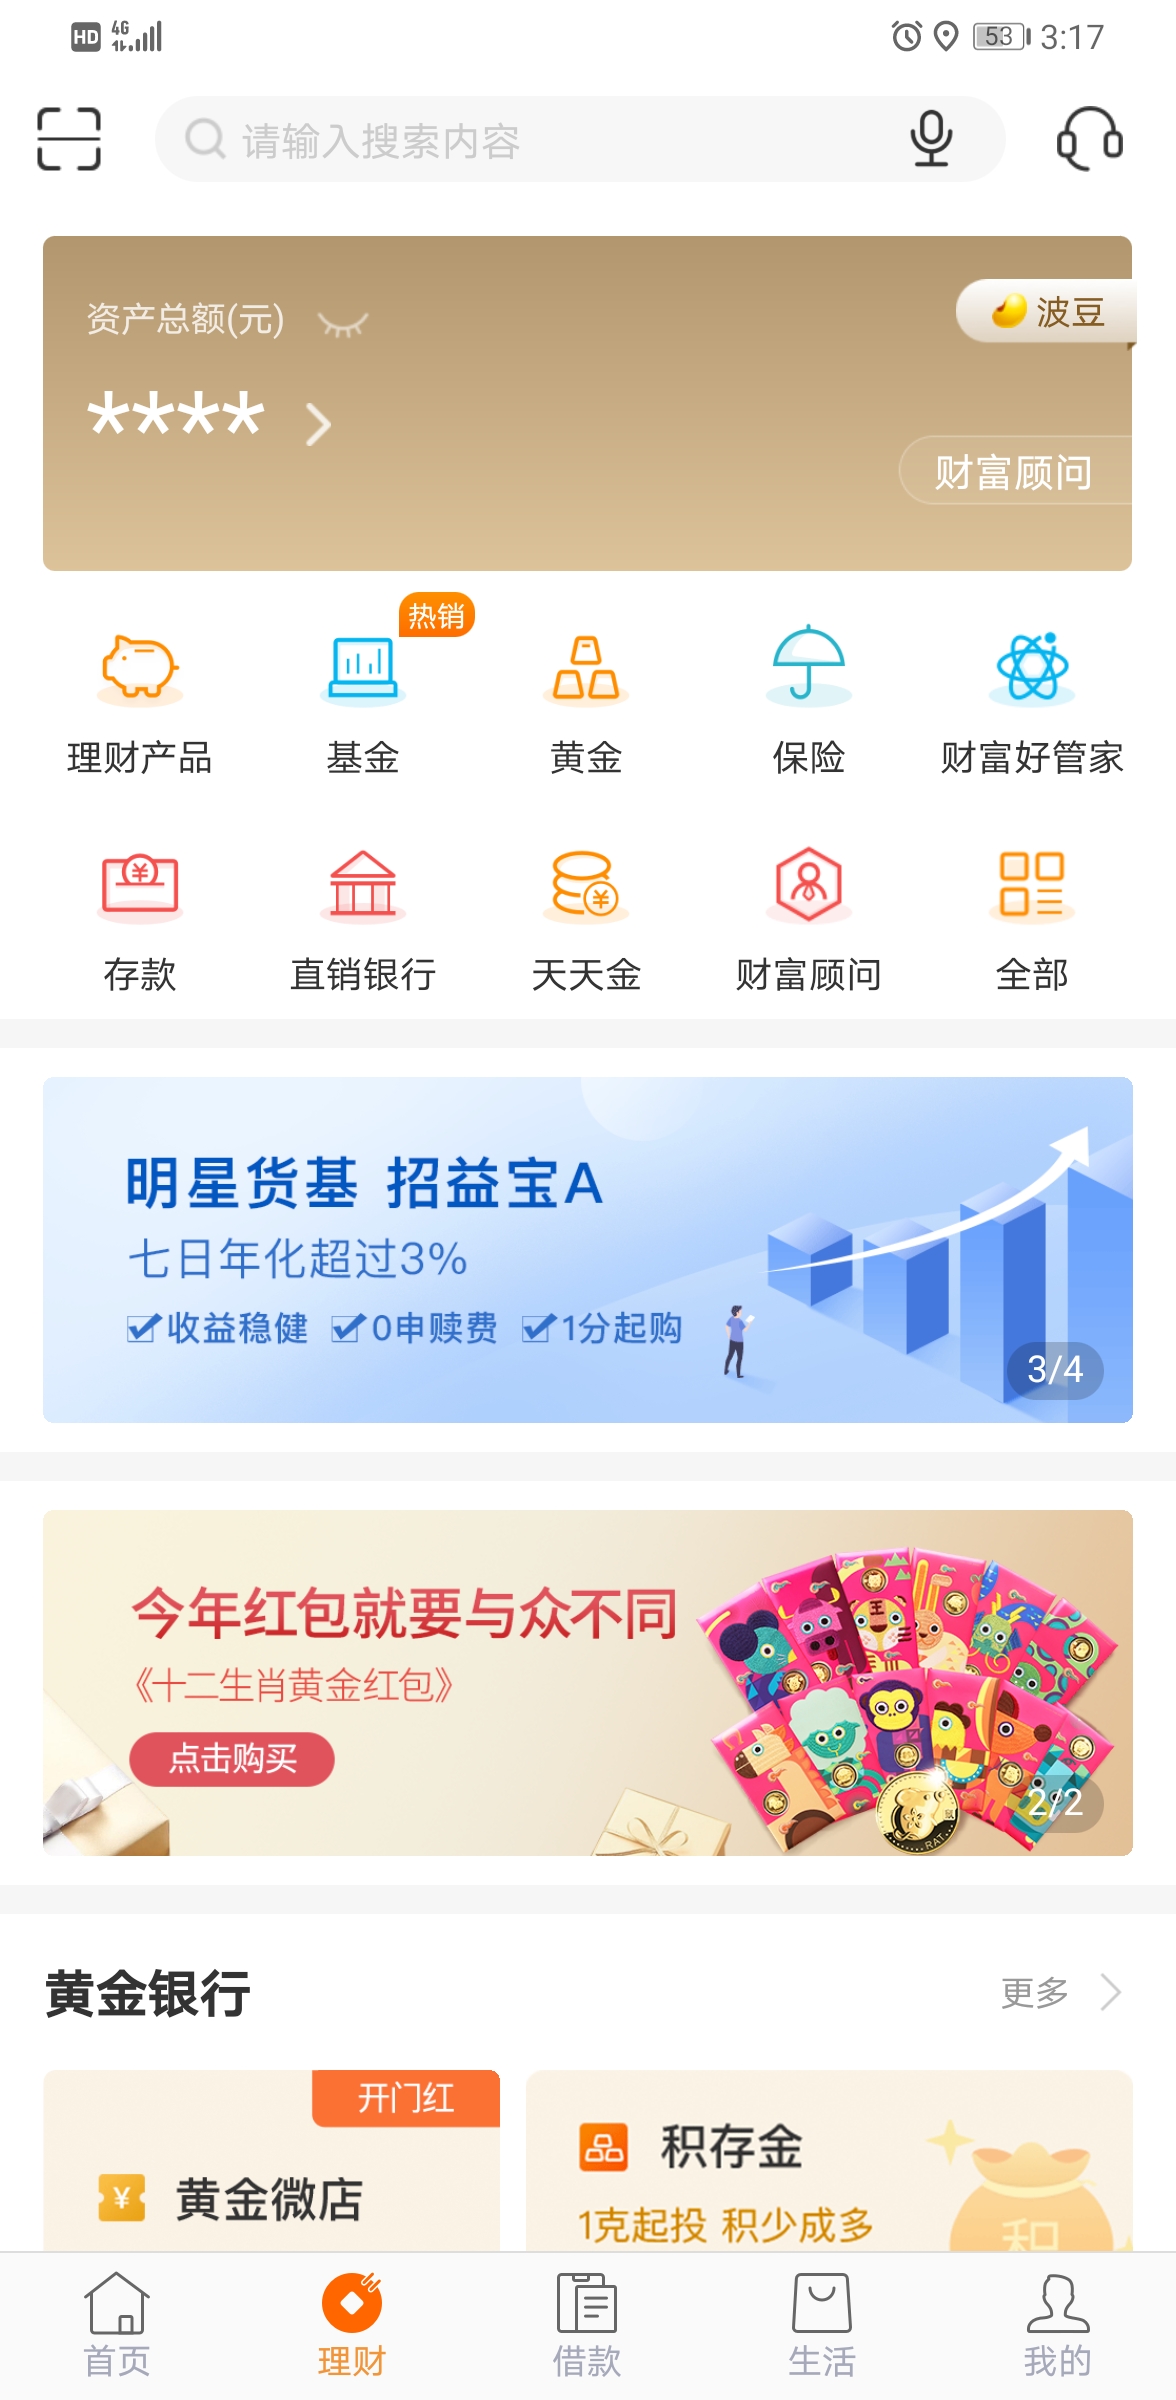 HD 4G 53 3:17
请输入搜索内容
资产总额(元)
波豆
****
财富顾问
热销
理财产品 基金 黄金 保险 财富好管家
存款 直销银行 天天金 财富顾问 全部
明星货基 招益宝A
七日年化超过3%
收益稳健 0申赎费 1分起购
3/4
今年红包就要与众不同
《十二生肖黄金红包》
点击购买
2/2
RAT
黄金银行 更多
开门红
黄金微店
积存金
1克起投 积少成多
积
首页 理财 借款 生活 我的